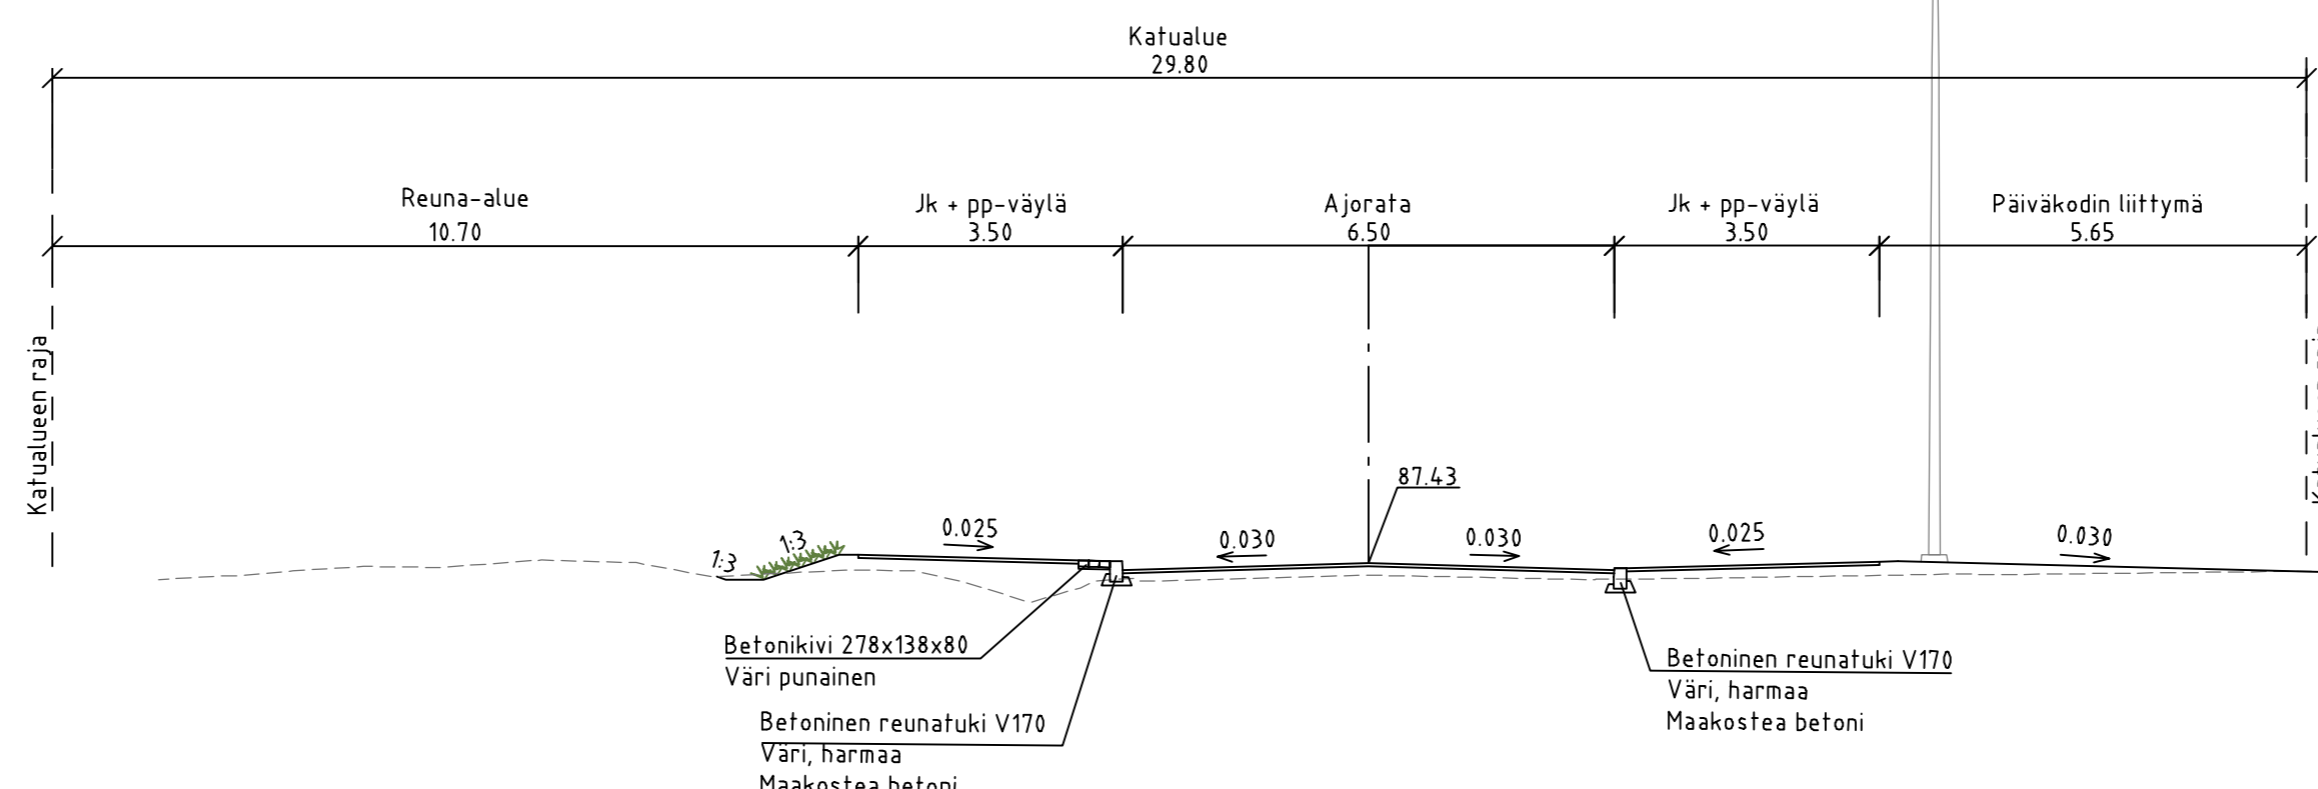 Katualue
29.80
Reuna-alue
10.70
Jk + pp-väylä
3.50
Ajorata
6.50
Jk + pp-väylä
3.50
Päiväkodin liittymä
5.65
Katualueen raja
87.43
1:3
1:3
0.025
0.030
0.030
0.025
0.030
Betonikivi 278x138x80
Väri punainen
Betoninen reunatuki V170
Väri, harmaa
Maakostea betoni
Betoninen reunatuki V170
Väri, harmaa
Maakostea betoni